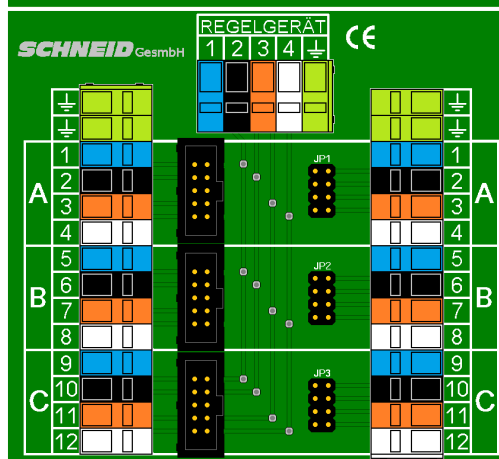 REGELGERÄT
1 2 3 4
SCHNEID GesmbH
CE
A
1 1
2 2
3 3
4 4
A
JP1
B
5 5
6 6
7 7
8 8
B
JP2
C
9 9
10 10
11 11
12 12
C
JP3